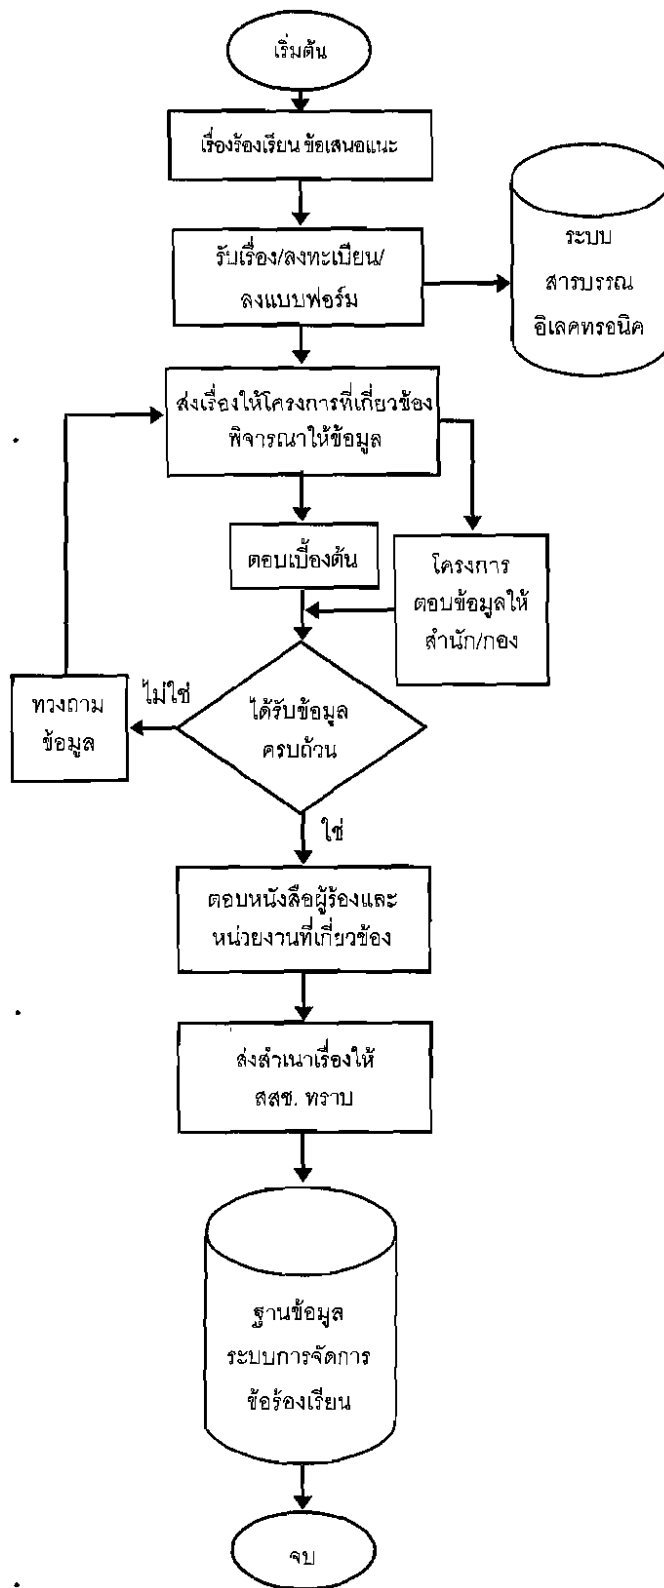 เริ่มต้น
เรื่องร้องเรียน ข้อเสนอแนะ
รับเรื่อง/ลงทะเบียน/
ลงแบบฟอร์ม
ระบบ
สารบรรณ
อิเลคทรอนิค
ส่งเรื่องให้โครงการที่เกี่ยวข้อง
พิจารณาให้ข้อมูล
ตอบเบื้องต้น
โครงการ
ตอบข้อมูลให้
สำนัก/กอง
ทวงถาม
ข้อมูล
ไม่ใช่
ได้รับข้อมูล
ครบถ้วน
ใช่
ตอบหนังสือผู้ร้องและ
หน่วยงานที่เกี่ยวข้อง
ส่งสำเนาเรื่องให้
สสช. ทราบ
ฐานข้อมูล
ระบบการจัดการ
ข้อร้องเรียน
จบ